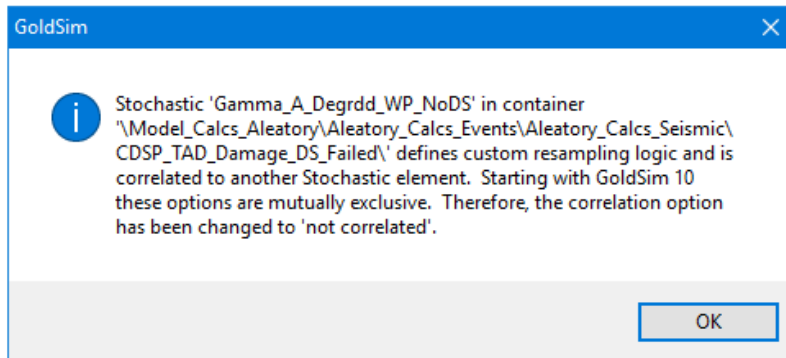 GoldSim
Stochastic 'Gamma_A_Degrdd_WP_NoDS' in container
'\Model_Calcs_Aleatory\Aleatory_Calcs_Events\Aleatory_Calcs_Seismic\
CDSP_TAD_Damage_DS_Failed\' defines custom resampling logic and is
correlated to another Stochastic element.  Starting with GoldSim 10
these options are mutually exclusive.  Therefore, the correlation option
has been changed to 'not correlated'.
OK